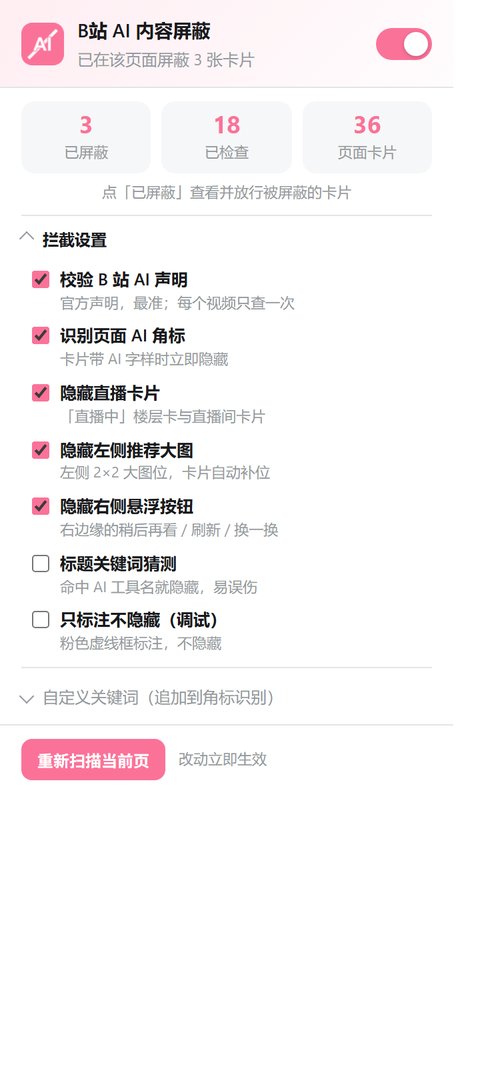 AI
B站 AI 内容屏蔽
已在该页面屏蔽 3 张卡片
3
已屏蔽
18
已检查
36
页面卡片
点「已屏蔽」查看并放行被屏蔽的卡片
拦截设置
校验 B 站 AI 声明
官方声明，最准；每个视频只查一次
识别页面 AI 角标
卡片带 AI 字样时立即隐藏
隐藏直播卡片
「直播中」楼层卡与直播间卡片
隐藏左侧推荐大图
左侧 2×2 大图位，卡片自动补位
隐藏右侧悬浮按钮
右边缘的稍后再看 / 刷新 / 换一换
标题关键词猜测
命中 AI 工具名就隐藏，易误伤
只标注不隐藏（调试）
粉色虚线框标注，不隐藏
自定义关键词（追加到角标识别）
重新扫描当前页
改动立即生效